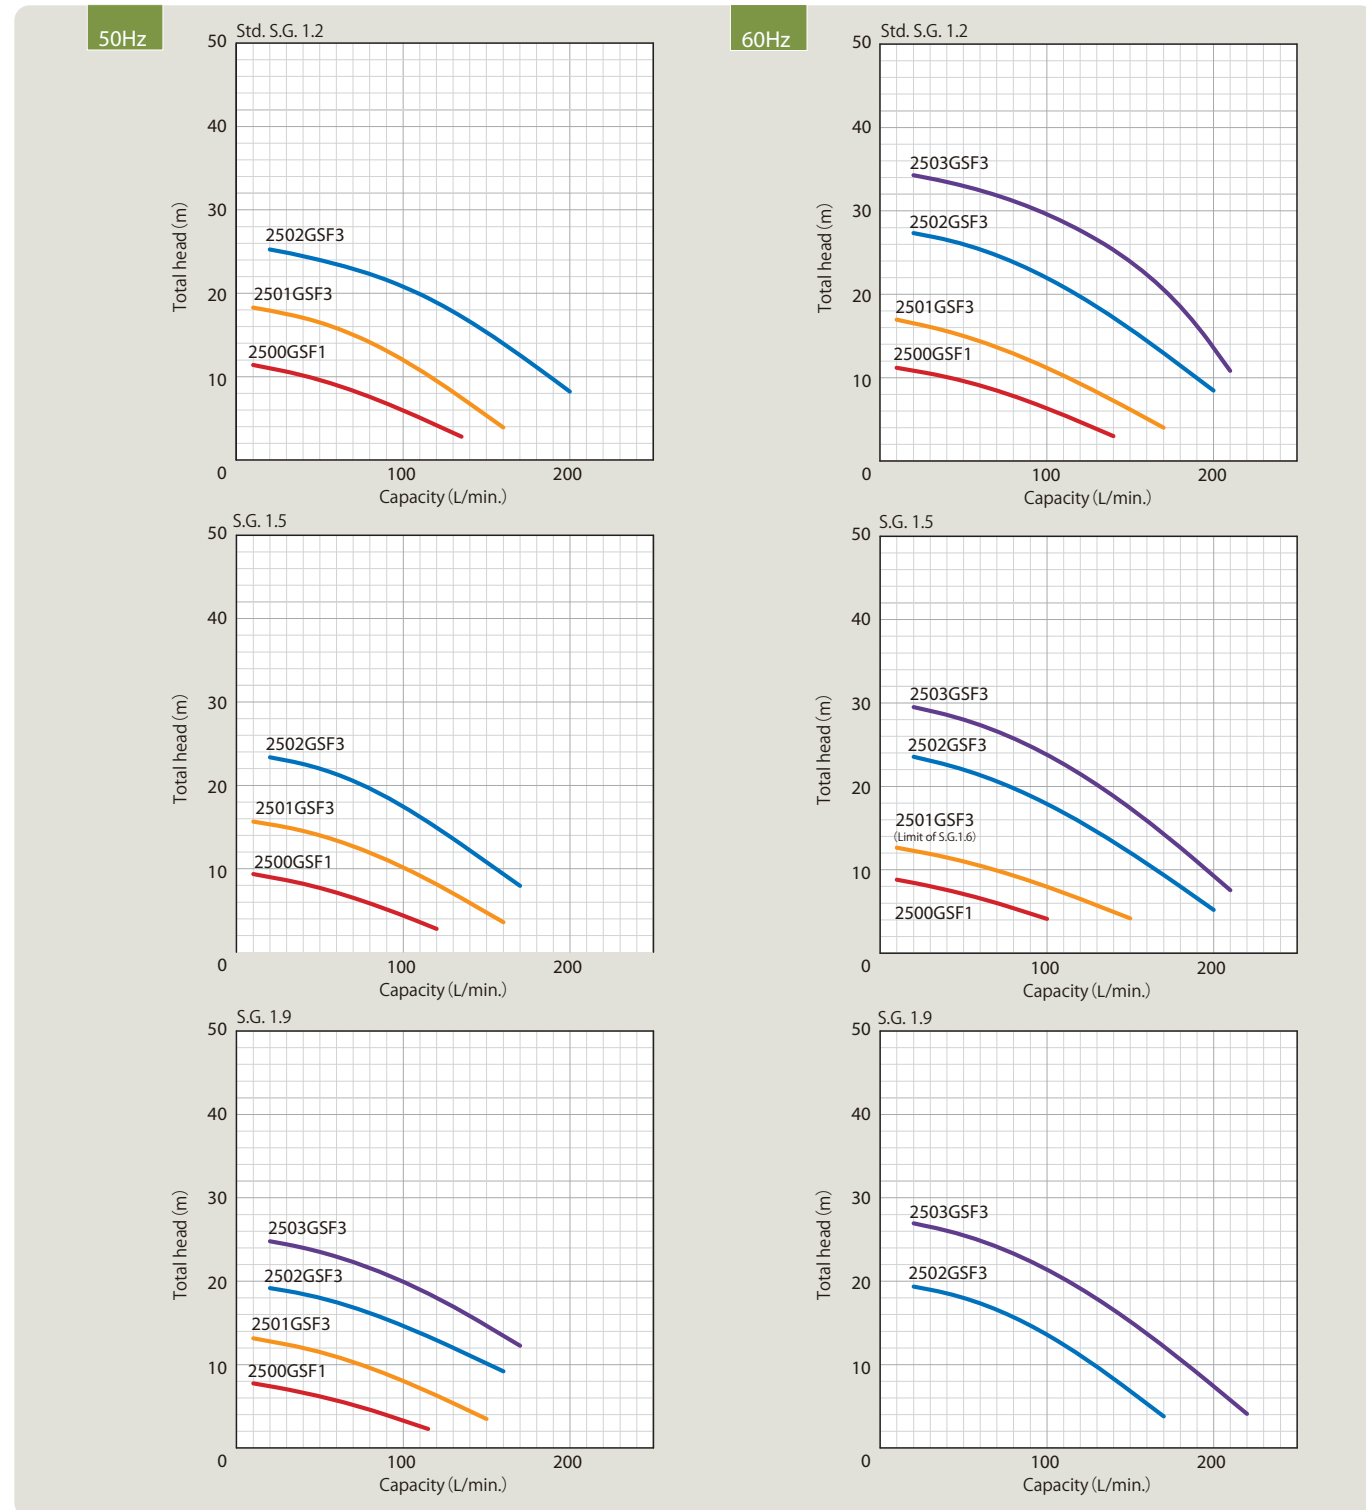 50Hz
Std. S.G. 1.2
50
40
30
20
10
0
100
200
Total head (m)
Capacity (L/min.)
2502GSF3
2501GSF3
2500GSF1
60Hz
Std. S.G. 1.2
50
40
30
20
10
0
100
200
Total head (m)
Capacity (L/min.)
2503GSF3
2502GSF3
2501GSF3
2500GSF1
S.G. 1.5
50
40
30
20
10
0
100
200
Total head (m)
Capacity (L/min.)
2502GSF3
2501GSF3
2500GSF1
S.G. 1.5
50
40
30
20
10
0
100
200
Total head (m)
Capacity (L/min.)
2503GSF3
2502GSF3
2501GSF3
(Limit of S.G.1.6)
2500GSF1
S.G. 1.9
50
40
30
20
10
0
100
200
Total head (m)
Capacity (L/min.)
2503GSF3
2502GSF3
2501GSF3
2500GSF1
S.G. 1.9
50
40
30
20
10
0
100
200
Total head (m)
Capacity (L/min.)
2503GSF3
2502GSF3